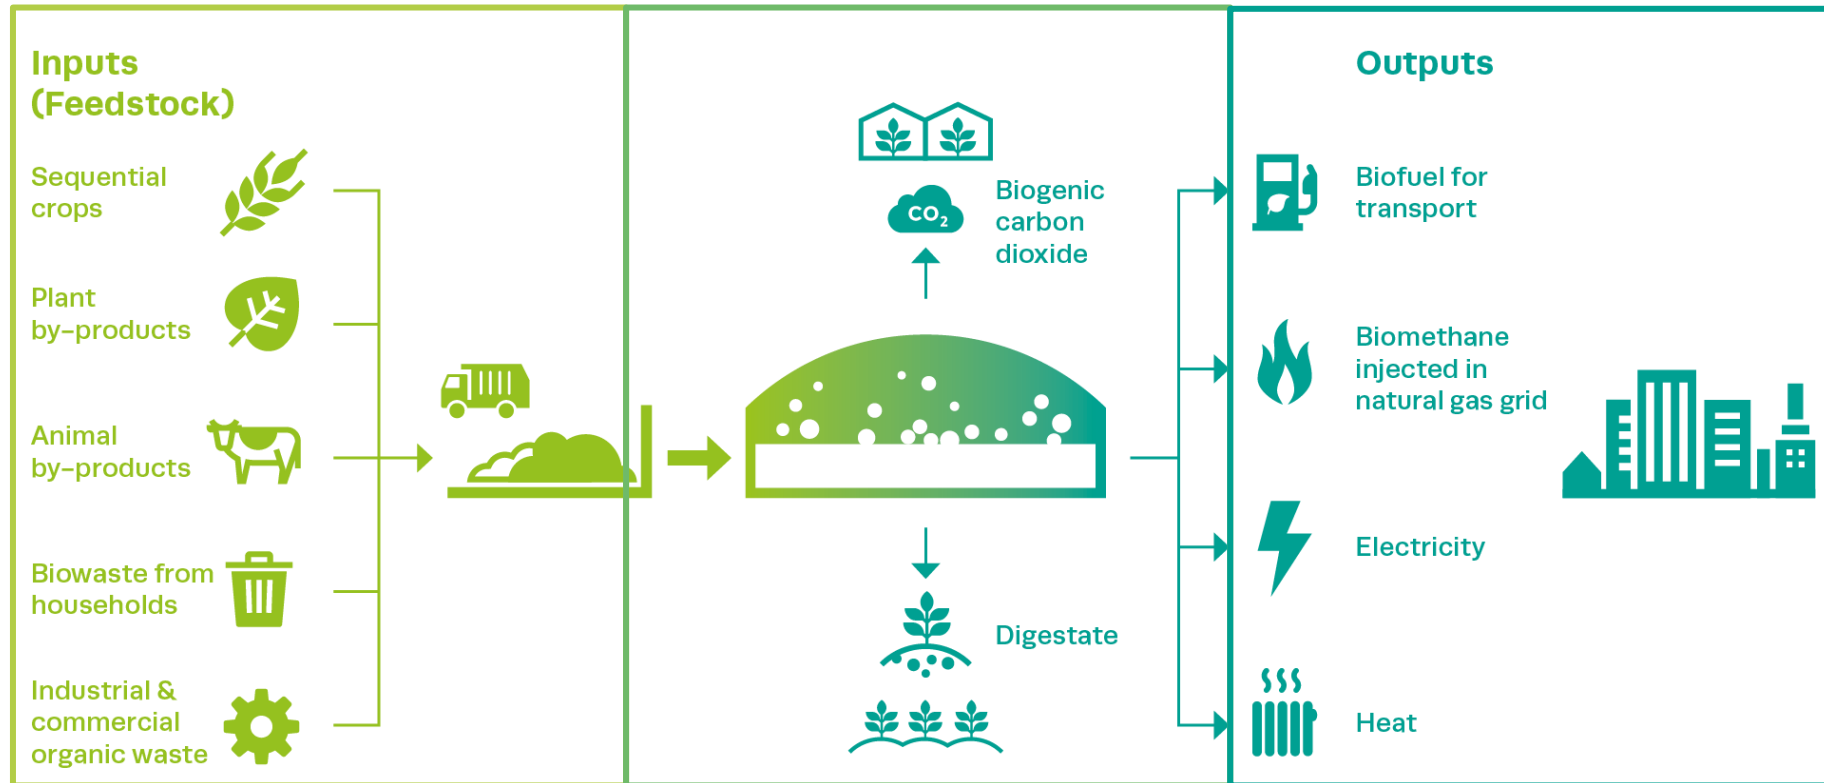 Inputs
(Feedstock)
Sequential
crops
Plant
by-products
Animal
by-products
Biowaste from
households
Industrial &
commercial
organic waste
CO₂
Biogenic
carbon
dioxide
Digestate
Outputs
Biofuel for
transport
Biomethane
injected in
natural gas grid
Electricity
Heat